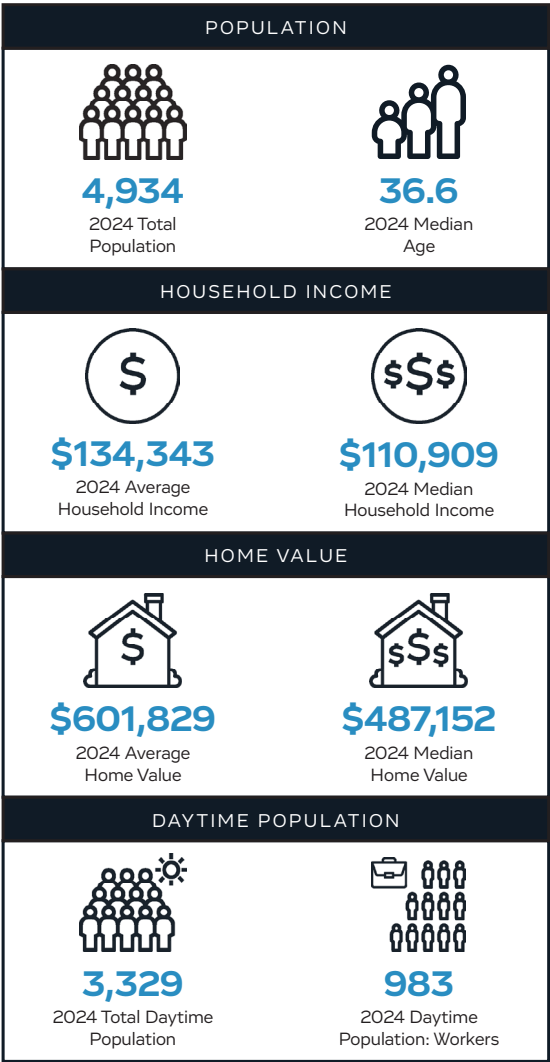 POPULATION
4,934
2024 Total
Population
36.6
2024 Median
Age
HOUSEHOLD INCOME
$
$134,343
2024 Average
Household Income
$$$
$110,909
2024 Median
Household Income
HOME VALUE
$
$601,829
2024 Average
Home Value
$$$
$487,152
2024 Median
Home Value
DAYTIME POPULATION
3,329
2024 Total Daytime
Population
983
2024 Daytime
Population: Workers